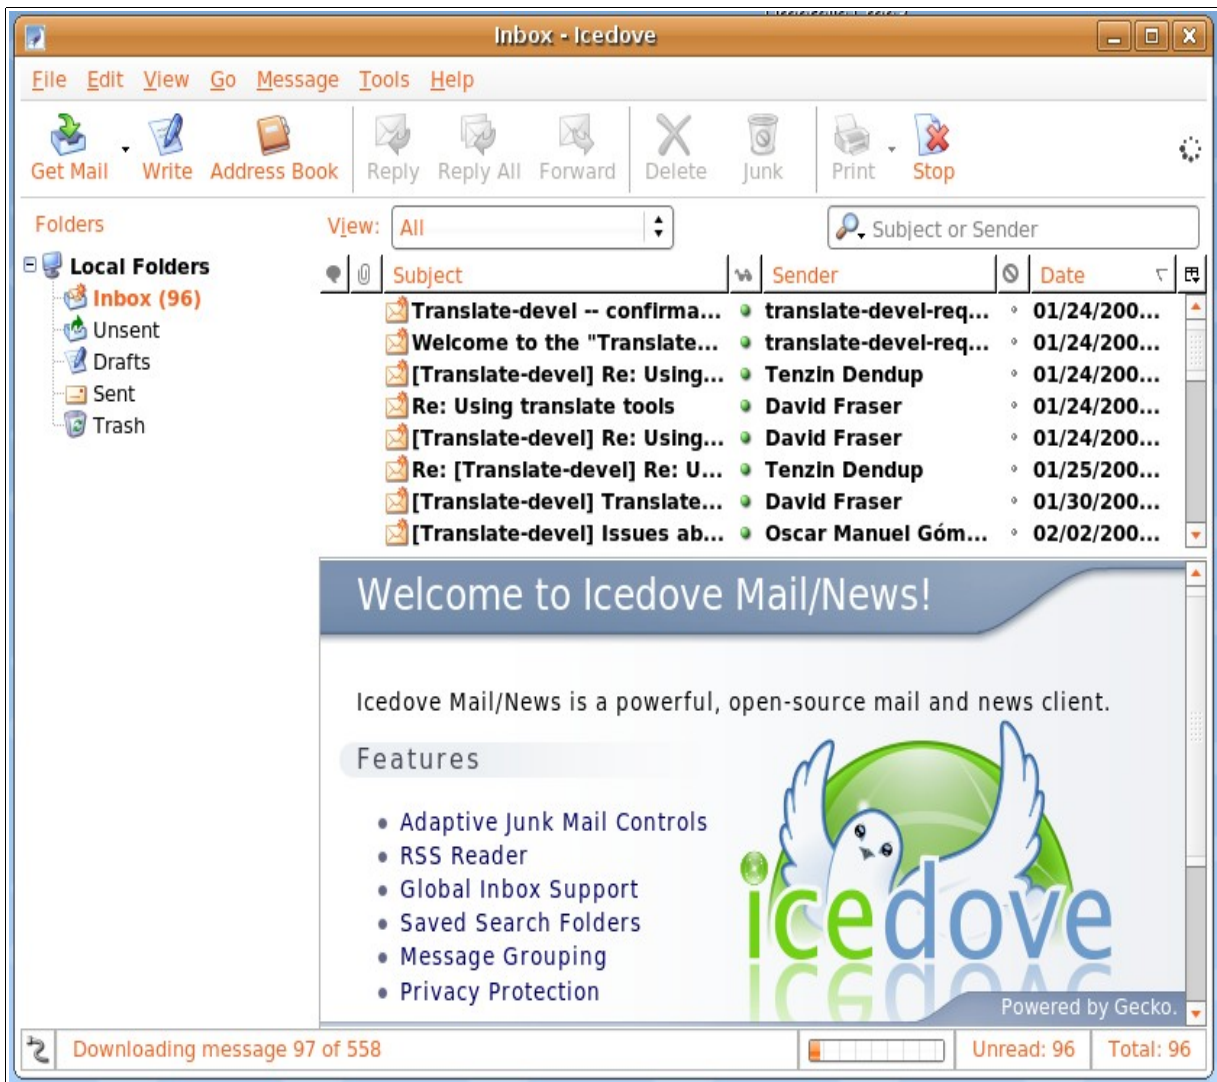 Inbox - Icedove
File Edit View Go Message Tools Help
Get Mail Write Address Book Reply Reply All Forward Delete Junk Print Stop
Folders
View: All Subject or Sender
Local Folders
Inbox (96)
Unsent
Drafts
Sent
Trash
Subject Sender Date
Translate-devel -- confirma... translate-devel-req... 01/24/200...
Welcome to the "Translate... translate-devel-req... 01/24/200...
[Translate-devel] Re: Using... Tenzin Dendup 01/24/200...
Re: Using translate tools David Fraser 01/24/200...
[Translate-devel] Re: Using... David Fraser 01/24/200...
Re: [Translate-devel] Re: U... Tenzin Dendup 01/25/200...
[Translate-devel] Translate... David Fraser 01/30/200...
[Translate-devel] Issues ab... Oscar Manuel Góm... 02/02/200...
Welcome to Icedove Mail/News!
Icedove Mail/News is a powerful, open-source mail and news client.
Features
Adaptive Junk Mail Controls
RSS Reader
Global Inbox Support
Saved Search Folders
Message Grouping
Privacy Protection
icedove
Powered by Gecko.
Downloading message 97 of 558 Unread: 96 Total: 96